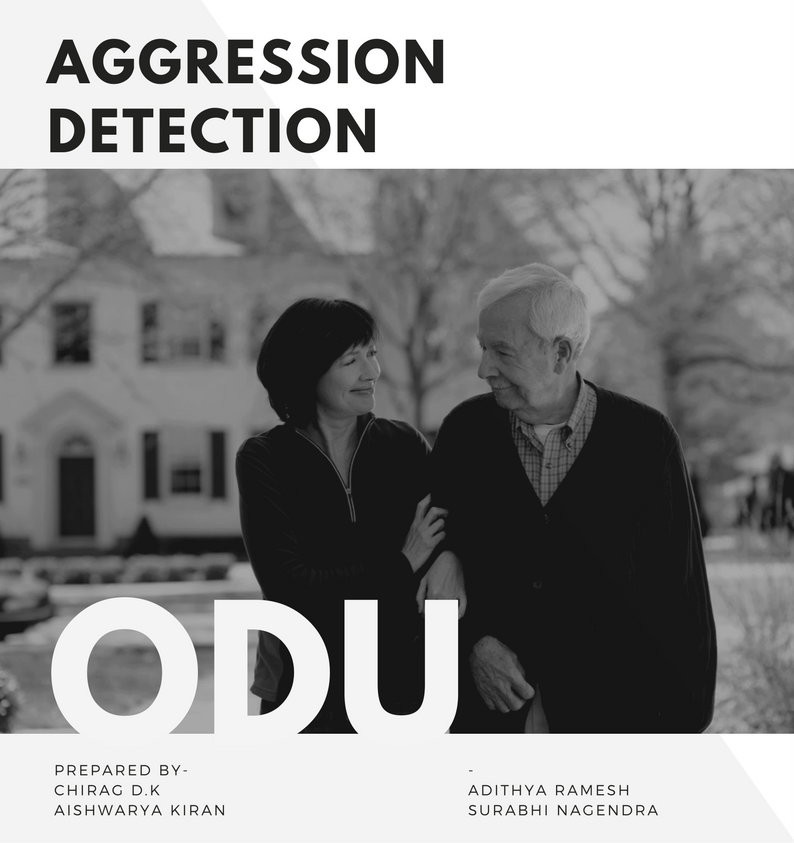 AGGRESSION
DETECTION
ODU
PREPARED BY-
CHIRAG D.K
AISHWARYA KIRAN
-
ADITHYA RAMESH
SURABHI NAGENDRA